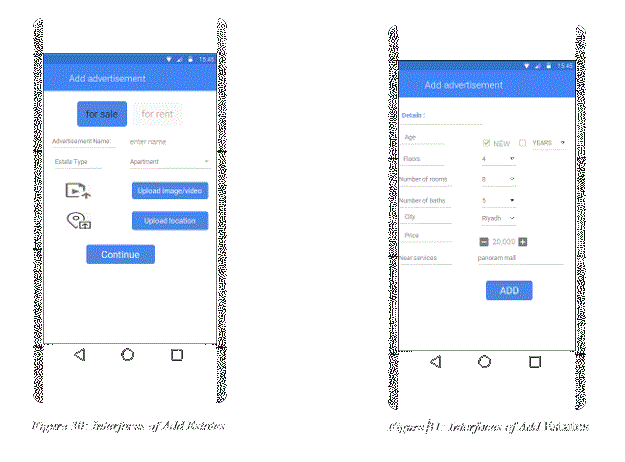 15:45
Add advertisement
for sale
for rent
Advertisement Name:
enter name
Estate Type
Apartment
Upload image/video
Upload location
Continue
Figure 30: Interfaces of Add Estates
15:45
Add advertisement
Details :
Age
NEW
YEARS
Floors
4
Number of rooms
8
Number of baths
5
City
Riyadh
Price
20,000
Near services
panoram mall
ADD
Figure 31: Interfaces of Add Estates